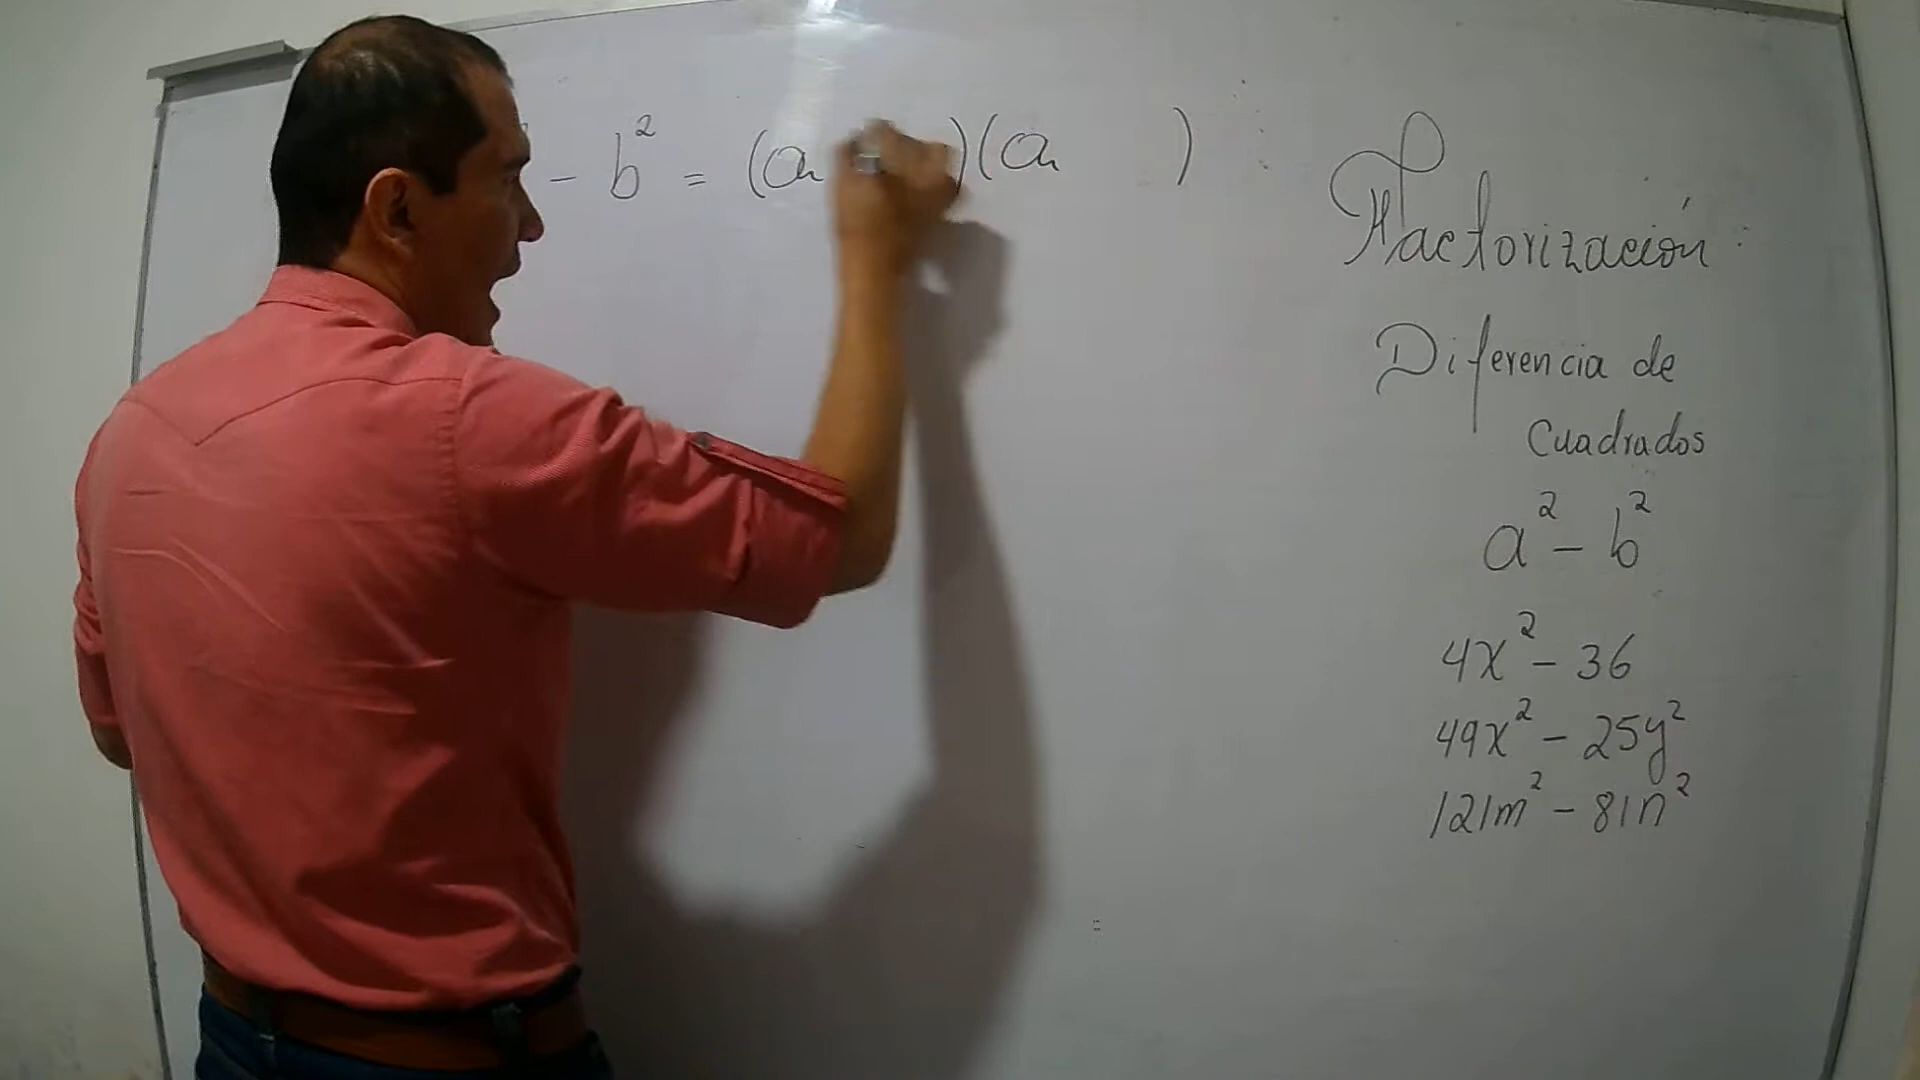 - b² = (a )(a )
Factorización:
Diferencia de
Cuadrados
a² - b²
4x² - 36
49x² - 25y²
121m² - 81n²